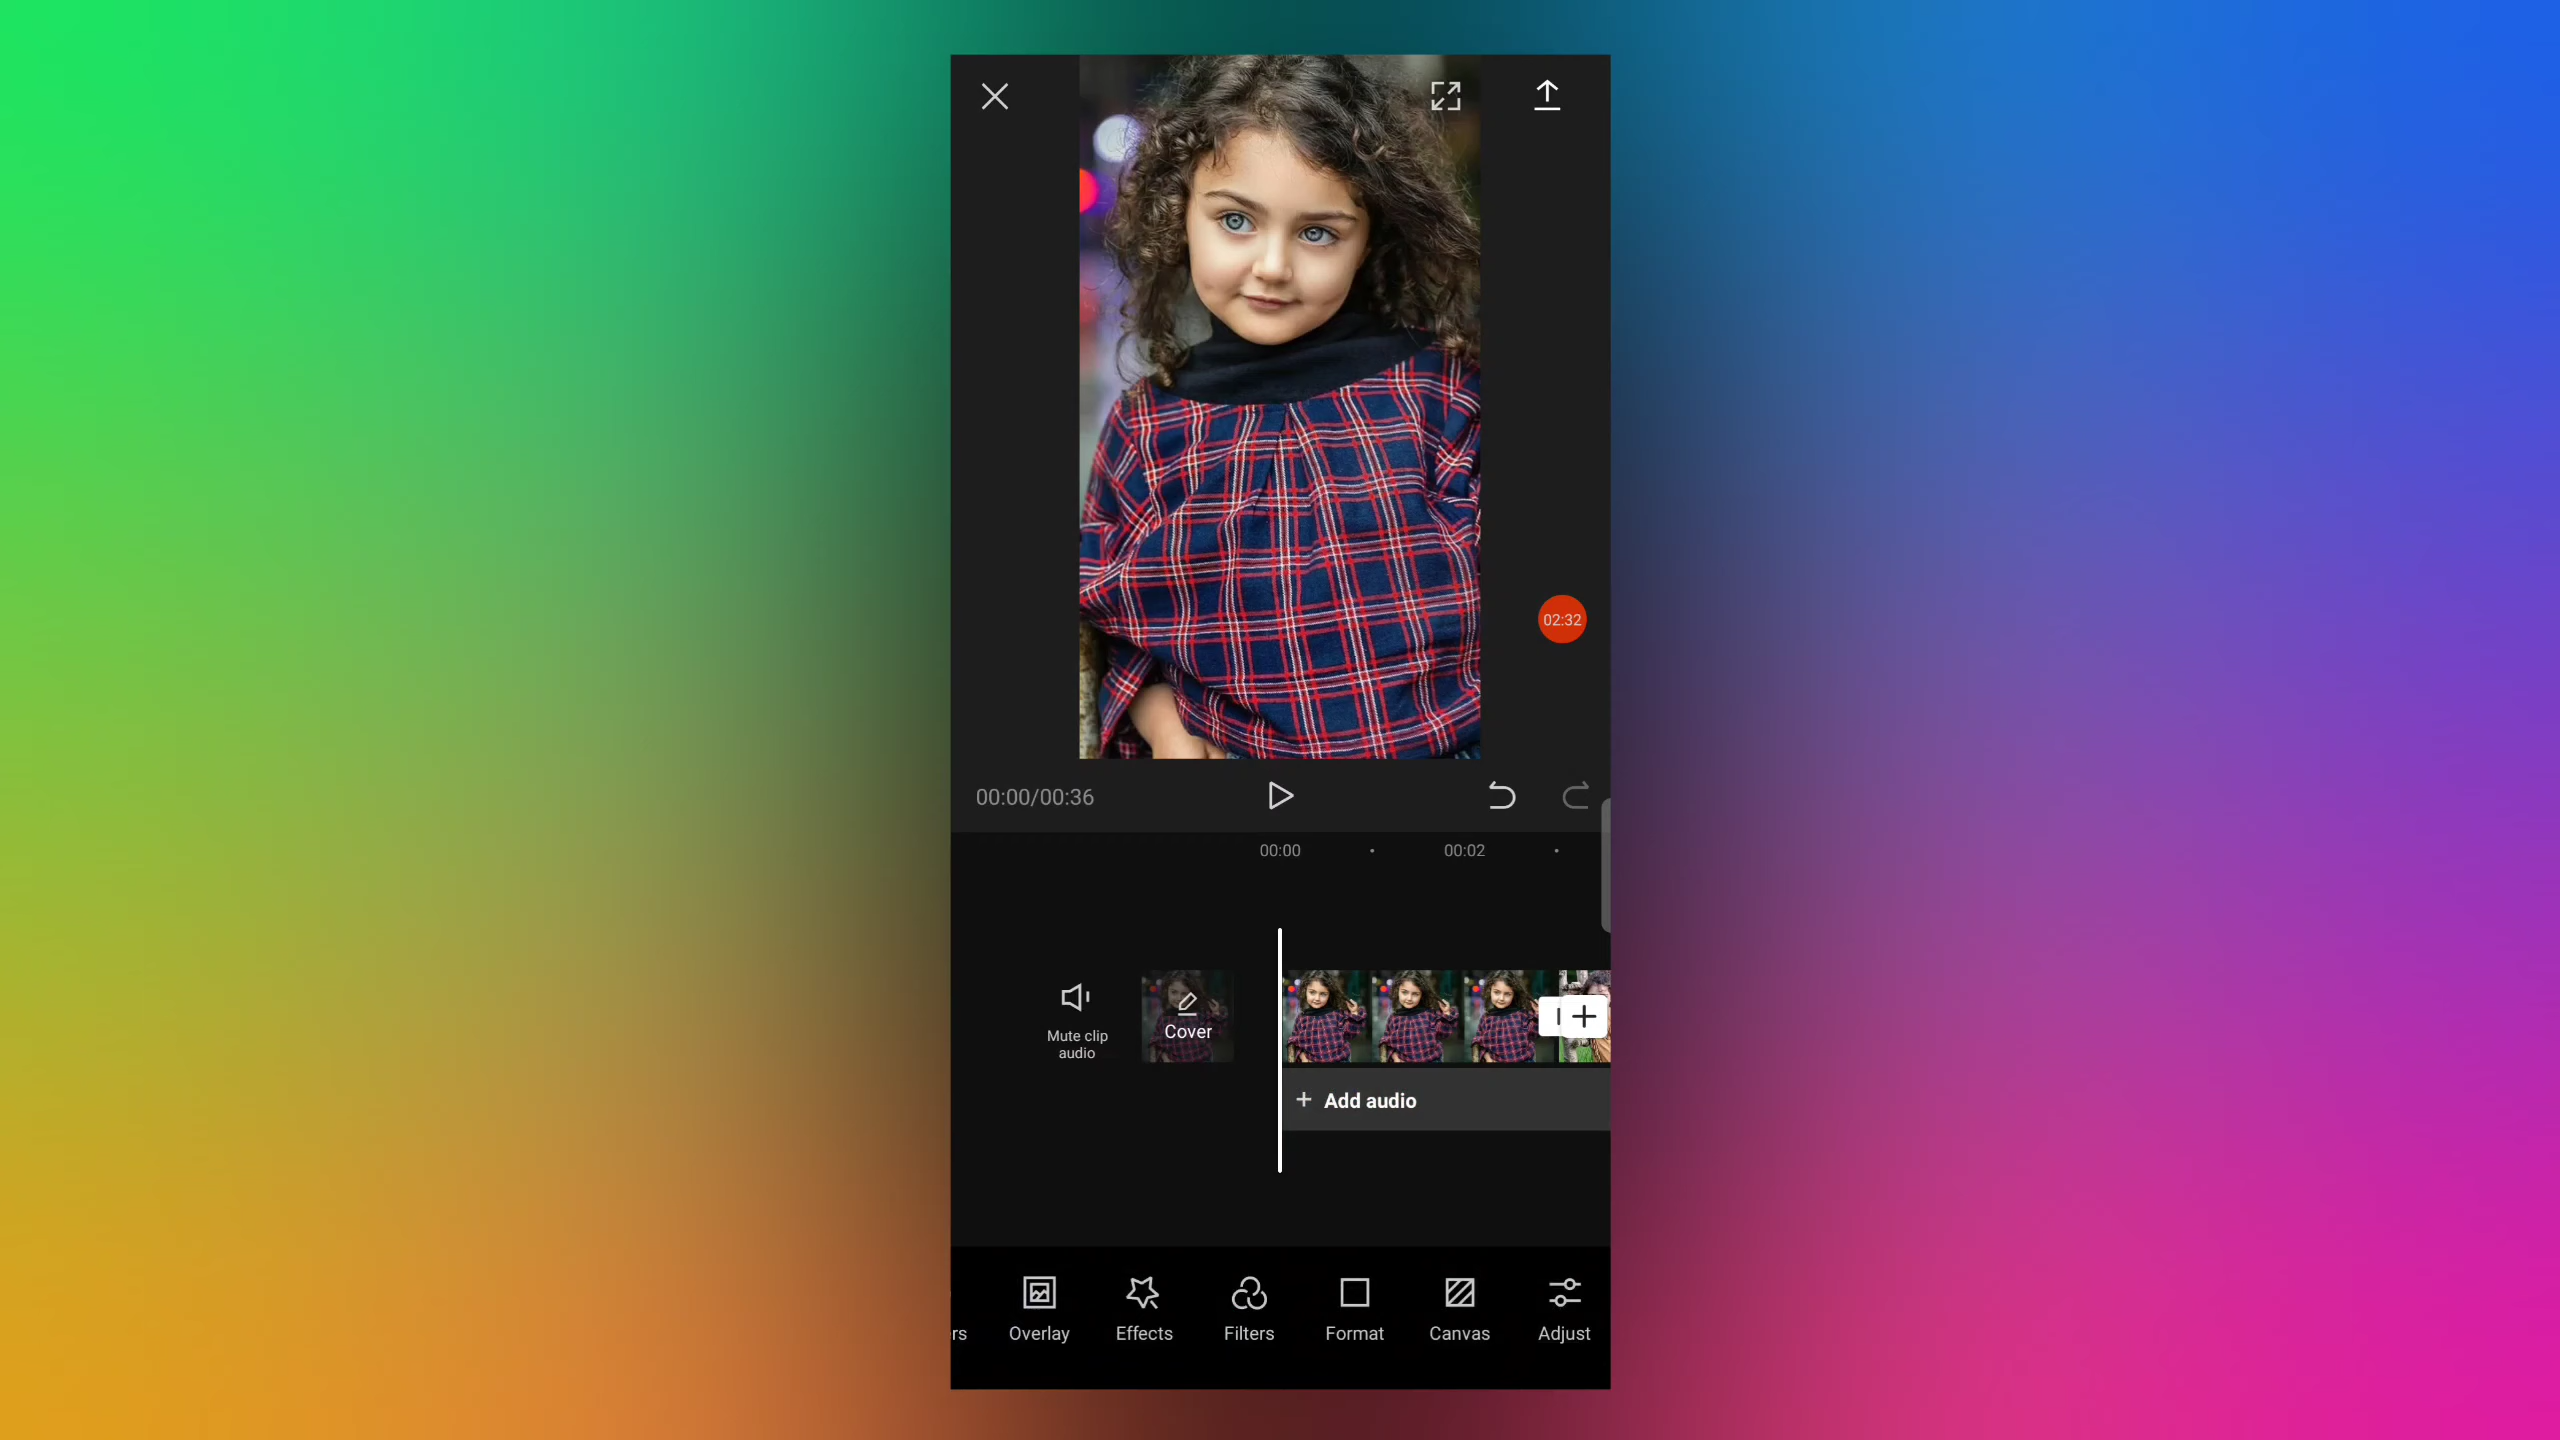 02:32
00:00/00:36
00:00
00:02
Mute clip
audio
Cover
Add audio
rs
Overlay
Effects
Filters
Format
Canvas
Adjust